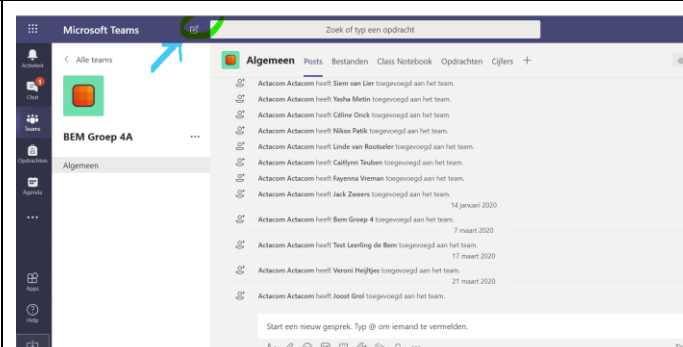 Microsoft Teams
Zoek of typ een opdracht
Activiteit
Chat
1
Teams
Opdrachten
Agenda
Apps
Help
Alle teams
BEM Groep 4A
Algemeen
Algemeen Posts Bestanden Class Notebook Opdrachten Cijfers
Actacom Actacom heeft Siem van Lier toegevoegd aan het team.
Actacom Actacom heeft Yasha Metin toegevoegd aan het team.
Actacom Actacom heeft Céline Onck toegevoegd aan het team.
Actacom Actacom heeft Nikos Patik toegevoegd aan het team.
Actacom Actacom heeft Linde van Rootseler toegevoegd aan het team.
Actacom Actacom heeft Caitlynn Teuben toegevoegd aan het team.
Actacom Actacom heeft Fayenna Vreman toegevoegd aan het team.
Actacom Actacom heeft Jack Zweers toegevoegd aan het team.
14 januari 2020
Actacom Actacom heeft Bem Groep 4 toegevoegd aan het team.
7 maart 2020
Actacom Actacom heeft Test Leerling de Bem toegevoegd aan het team.
17 maart 2020
Actacom Actacom heeft Veroni Heijltjes toegevoegd aan het team.
21 maart 2020
Actacom Actacom heeft Joost Grol toegevoegd aan het team.
Start een nieuw gesprek. Typ @ om iemand te vermelden.